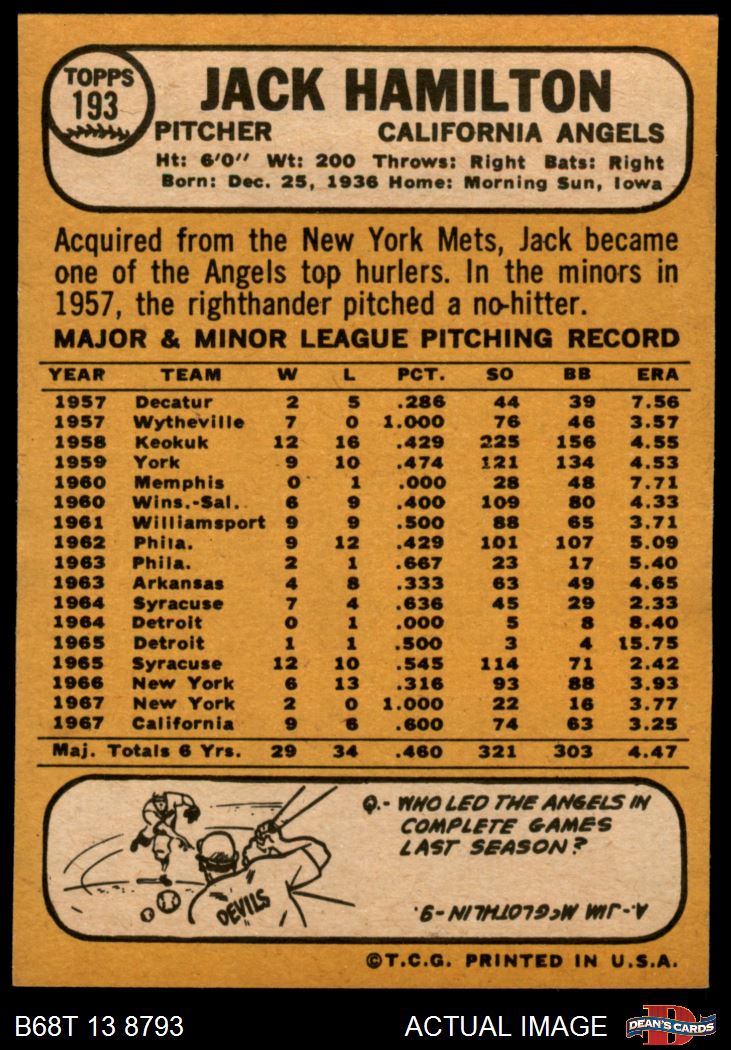 TOPPS
193
JACK HAMILTON
PITCHER CALIFORNIA ANGELS
Ht: 6'0" Wt: 200 Throws: Right Bats: Right
Born: Dec. 25, 1936 Home: Morning Sun, Iowa
Acquired from the New York Mets, Jack became
one of the Angels top hurlers. In the minors in
1957, the righthander pitched a no-hitter.
MAJOR & MINOR LEAGUE PITCHING RECORD
YEAR TEAM W L PCT. SO BB ERA
1957 Decatur 2 5 .286 44 39 7.56
1957 Wytheville 7 0 1.000 76 46 3.57
1958 Keokuk 12 16 .429 225 156 4.55
1959 York 9 10 .474 121 134 4.53
1960 Memphis 0 1 .000 28 48 7.71
1960 Wins.-Sal. 6 9 .400 109 80 4.33
1961 Williamsport 9 9 .500 88 65 3.71
1962 Phila. 9 12 .429 101 107 5.09
1963 Phila. 2 1 .667 23 17 5.40
1963 Arkansas 4 8 .333 63 49 4.65
1964 Syracuse 7 4 .636 45 29 2.33
1964 Detroit 0 1 .000 5 8 8.40
1965 Detroit 1 1 .500 3 4 15.75
1965 Syracuse 12 10 .545 114 71 2.42
1966 New York 6 13 .316 93 88 3.93
1967 New York 2 0 1.000 22 16 3.77
1967 California 9 6 .600 74 63 3.25
Maj. Totals 6 Yrs. 29 34 .460 321 303 4.47
Q.- WHO LED THE ANGELS IN
COMPLETE GAMES
LAST SEASON?
DEVILS
A.- JIM McGLOTHLIN - 9.
©T.C.G. PRINTED IN U.S.A.
B68T 13 8793 ACTUAL IMAGE
D
DEAN'S CARDS